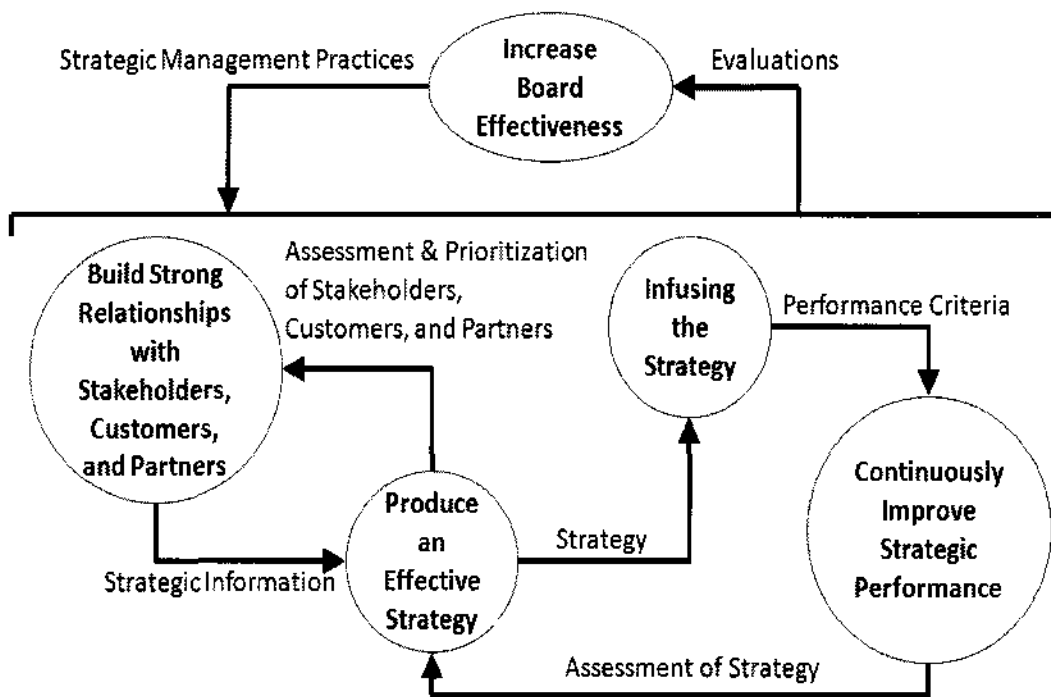 Strategic Management Practices
Increase
Board
Effectiveness
Evaluations
Build Strong
Relationships
with
Stakeholders,
Customers,
and Partners
Assessment & Prioritization
of Stakeholders,
Customers, and Partners
Infusing
the
Strategy
Performance Criteria
Continuously
Improve
Strategic
Performance
Produce
an
Effective
Strategy
Strategy
Strategic Information
Assessment of Strategy